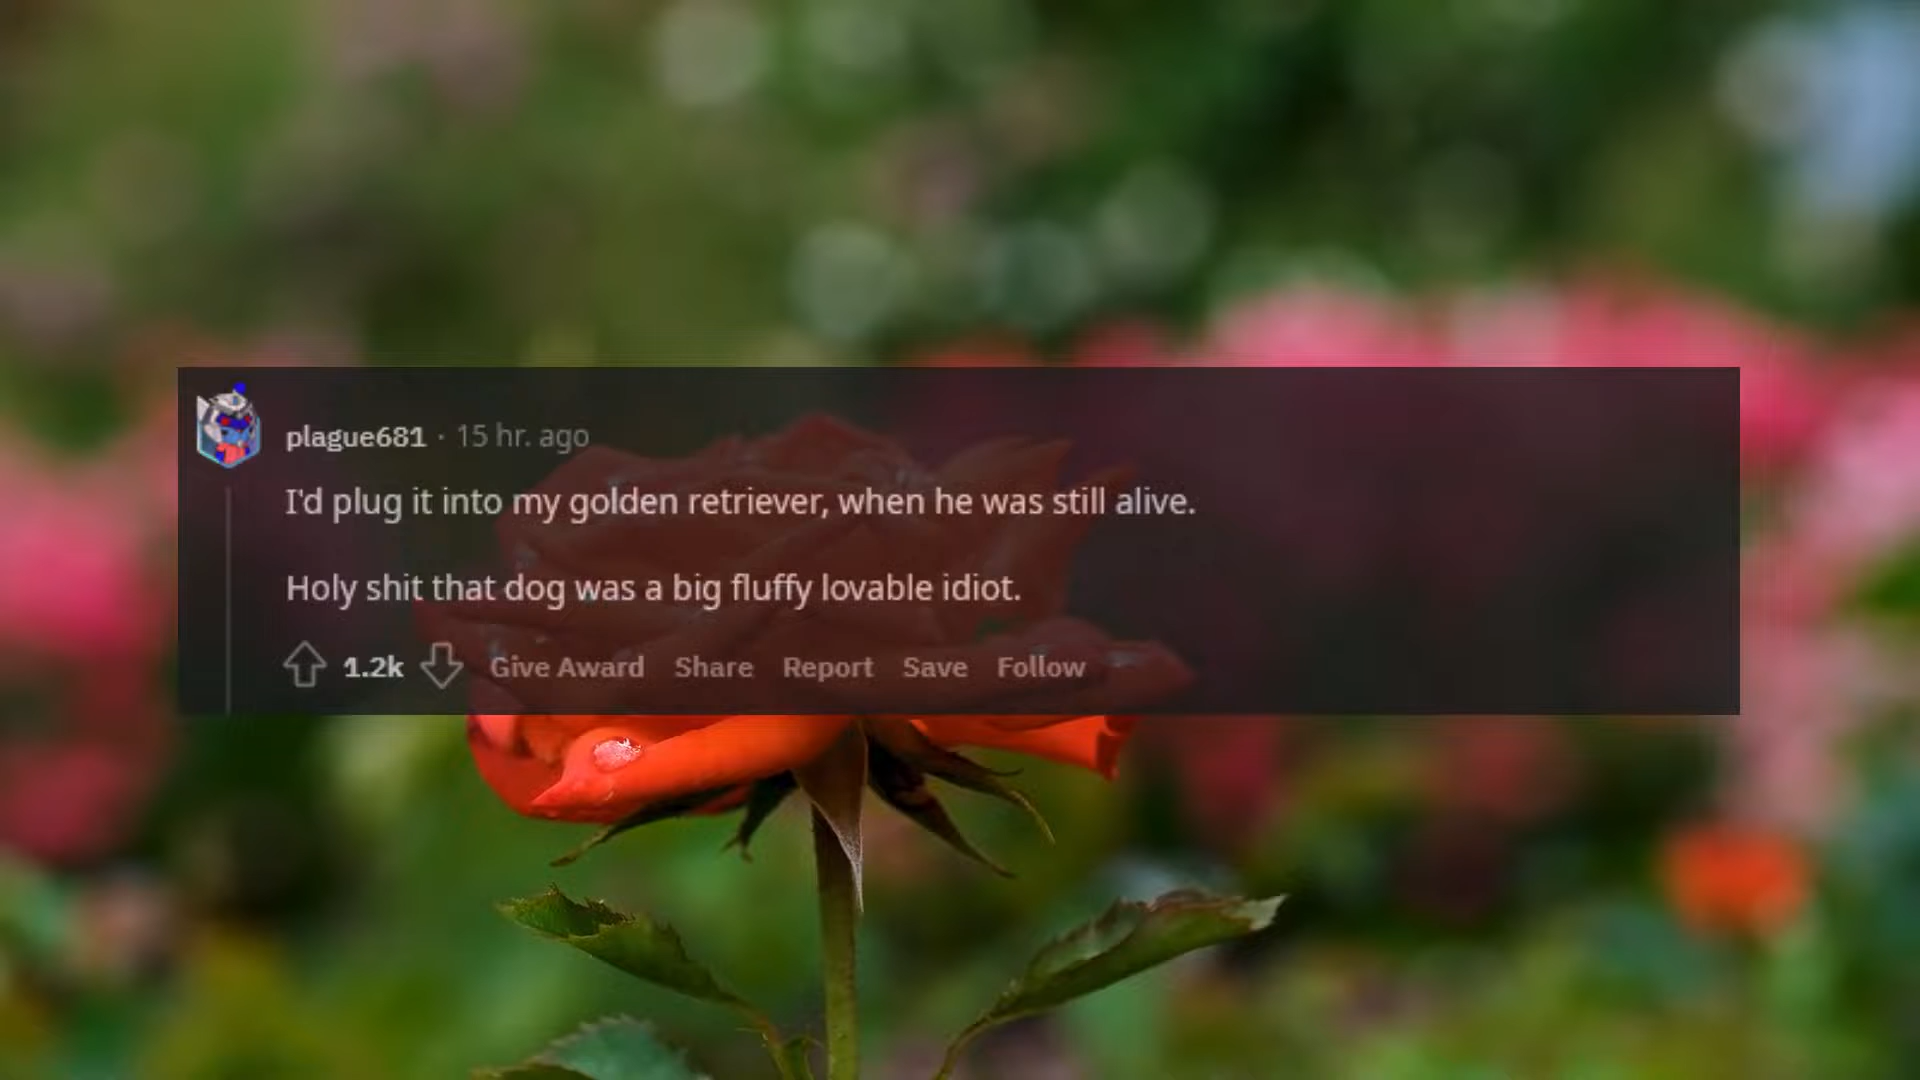 plague681 · 15 hr. ago
I'd plug it into my golden retriever, when he was still alive.
Holy shit that dog was a big fluffy lovable idiot.
1.2k Give Award Share Report Save Follow